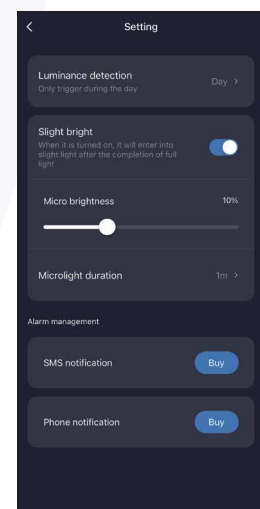 Setting
Luminance detection
Day
Only trigger during the day
Slight bright
When it is turned on, it will enter into
slight light after the completion of full
light
Micro brightness 10%
Microlight duration 1m
Alarm management
SMS notification Buy
Phone notification Buy